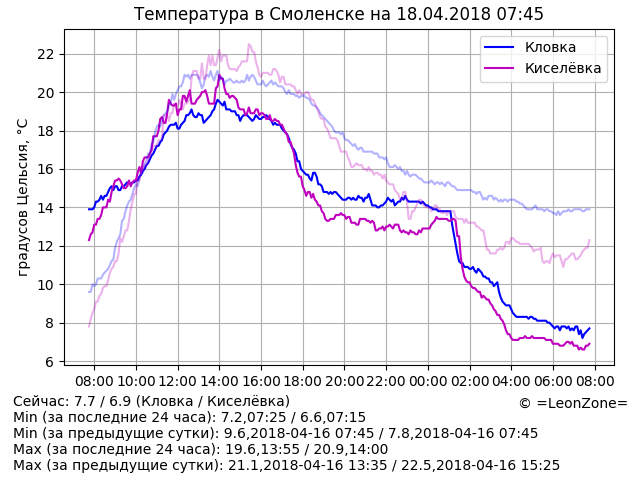 Температура в Смоленске на 18.04.2018 07:45
Кловка
Киселёвка
градусов Цельсия, °C
22
20
18
16
14
12
10
8
6
08:00 10:00 12:00 14:00 16:00 18:00 20:00 22:00 00:00 02:00 04:00 06:00 08:00
Сейчас: 7.7 / 6.9 (Кловка / Киселёвка)
© =LeonZone=
Min (за последние 24 часа): 7.2,07:25 / 6.6,07:15
Min (за предыдущие сутки): 9.6,2018-04-16 07:45 / 7.8,2018-04-16 07:45
Max (за последние 24 часа): 19.6,13:55 / 20.9,14:00
Max (за предыдущие сутки): 21.1,2018-04-16 13:35 / 22.5,2018-04-16 15:25